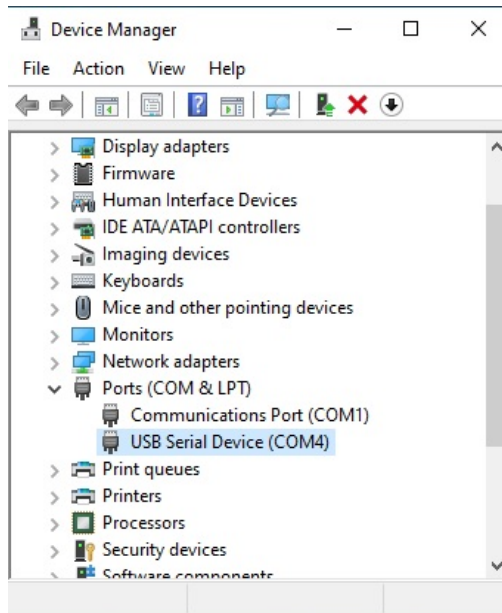 Device Manager
File Action View Help
Display adapters
Firmware
Human Interface Devices
IDE ATA/ATAPI controllers
Imaging devices
Keyboards
Mice and other pointing devices
Monitors
Network adapters
Ports (COM & LPT)
Communications Port (COM1)
USB Serial Device (COM4)
Print queues
Printers
Processors
Security devices
Software components